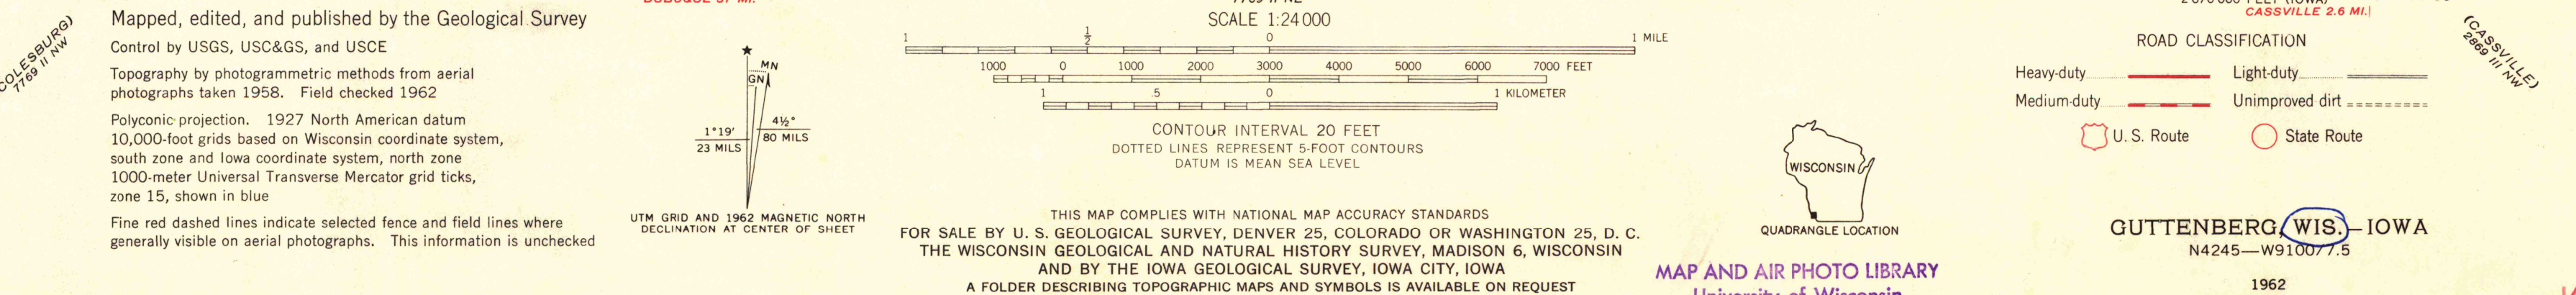 COLESBURG)
7769 II NW
Mapped, edited, and published by the Geological Survey
Control by USGS, USC&GS, and USCE
Topography by photogrammetric methods from aerial
photographs taken 1958. Field checked 1962
Polyconic projection. 1927 North American datum
10,000-foot grids based on Wisconsin coordinate system,
south zone and Iowa coordinate system, north zone
1000-meter Universal Transverse Mercator grid ticks,
zone 15, shown in blue
Fine red dashed lines indicate selected fence and field lines where
generally visible on aerial photographs. This information is unchecked
MN
GN
1°19′
23 MILS
4½°
80 MILS
UTM GRID AND 1962 MAGNETIC NORTH
DECLINATION AT CENTER OF SHEET
SCALE 1:24 000
1 ½ 0 1 MILE
1000 0 1000 2000 3000 4000 5000 6000 7000 FEET
1 .5 0 1 KILOMETER
CONTOUR INTERVAL 20 FEET
DOTTED LINES REPRESENT 5-FOOT CONTOURS
DATUM IS MEAN SEA LEVEL
THIS MAP COMPLIES WITH NATIONAL MAP ACCURACY STANDARDS
FOR SALE BY U. S. GEOLOGICAL SURVEY, DENVER 25, COLORADO OR WASHINGTON 25, D. C.
THE WISCONSIN GEOLOGICAL AND NATURAL HISTORY SURVEY, MADISON 6, WISCONSIN
AND BY THE IOWA GEOLOGICAL SURVEY, IOWA CITY, IOWA
A FOLDER DESCRIBING TOPOGRAPHIC MAPS AND SYMBOLS IS AVAILABLE ON REQUEST
WISCONSIN
QUADRANGLE LOCATION
MAP AND AIR PHOTO LIBRARY
University of Wisconsin
CASSVILLE 2.6 MI.
ROAD CLASSIFICATION
Heavy-duty Light-duty
Medium-duty Unimproved dirt
U. S. Route State Route
(CASSVILLE)
2869 III NW
GUTTENBERG, WIS.—IOWA
N4245—W9100/7.5
1962